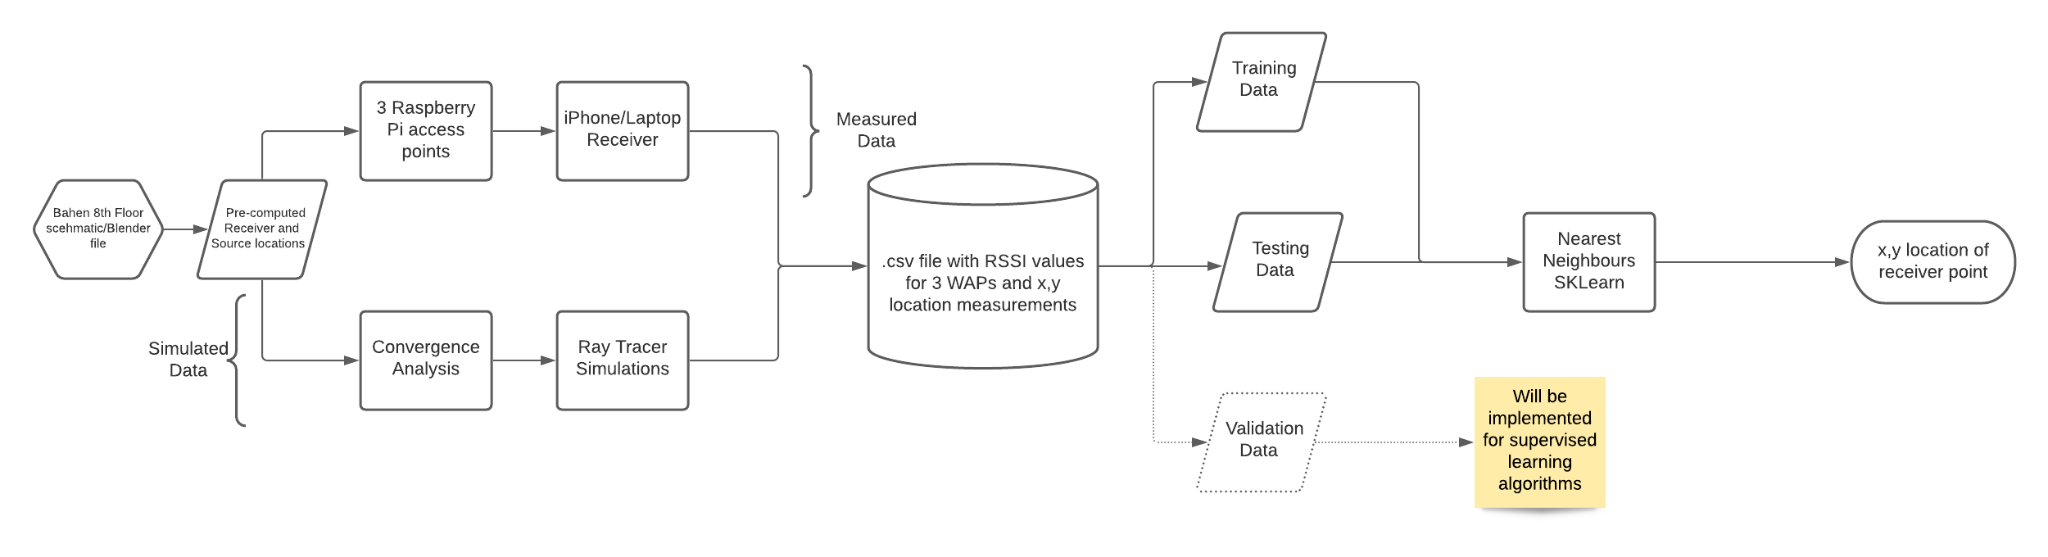 Bahen 8th Floor
scehmatic/Blender
file
Pre-computed
Receiver and
Source locations
3 Raspberry
Pi access
points
iPhone/Laptop
Receiver
Measured
Data
Simulated
Data
Convergence
Analysis
Ray Tracer
Simulations
.csv file with RSSI values
for 3 WAPs and x,y
location measurements
Training
Data
Testing
Data
Validation
Data
Nearest
Neighbours
SKLearn
Will be
implemented
for supervised
learning
algorithms
x,y location of
receiver point